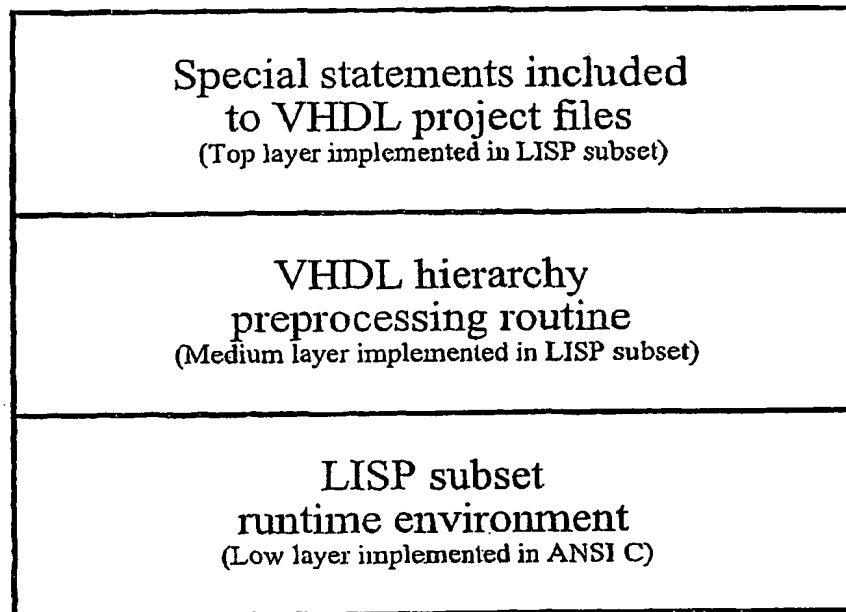 Special statements included
to VHDL project files
(Top layer implemented in LISP subset)
VHDL hierarchy
preprocessing routine
(Medium layer implemented in LISP subset)
LISP subset
runtime environment
(Low layer implemented in ANSI C)